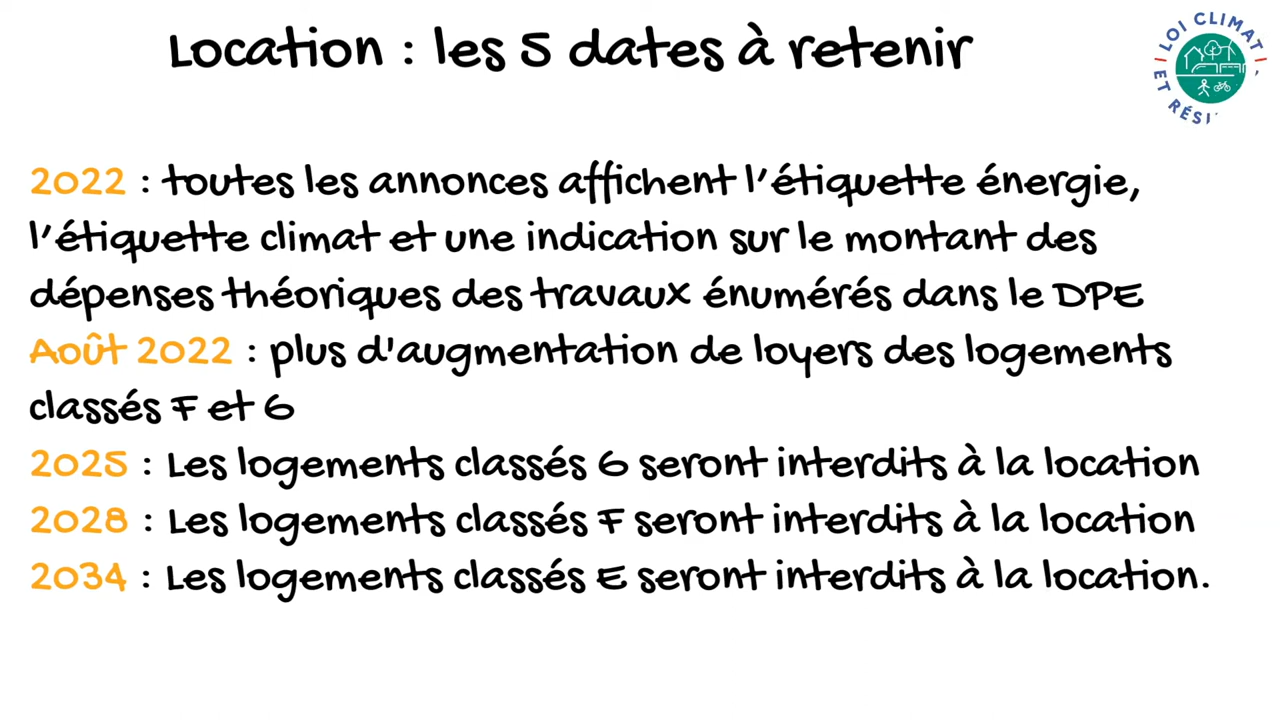 Location : les 5 dates à retenir
LOI CLIMAT
ET RÉSI
2022 : toutes les annonces affichent l'étiquette énergie,
l'étiquette climat et une indication sur le montant des
dépenses théoriques des travaux énumérés dans le DPE
Août 2022 : plus d'augmentation de loyers des logements
classés F et G
2025 : Les logements classés G seront interdits à la location
2028 : Les logements classés F seront interdits à la location
2034 : Les logements classés E seront interdits à la location.